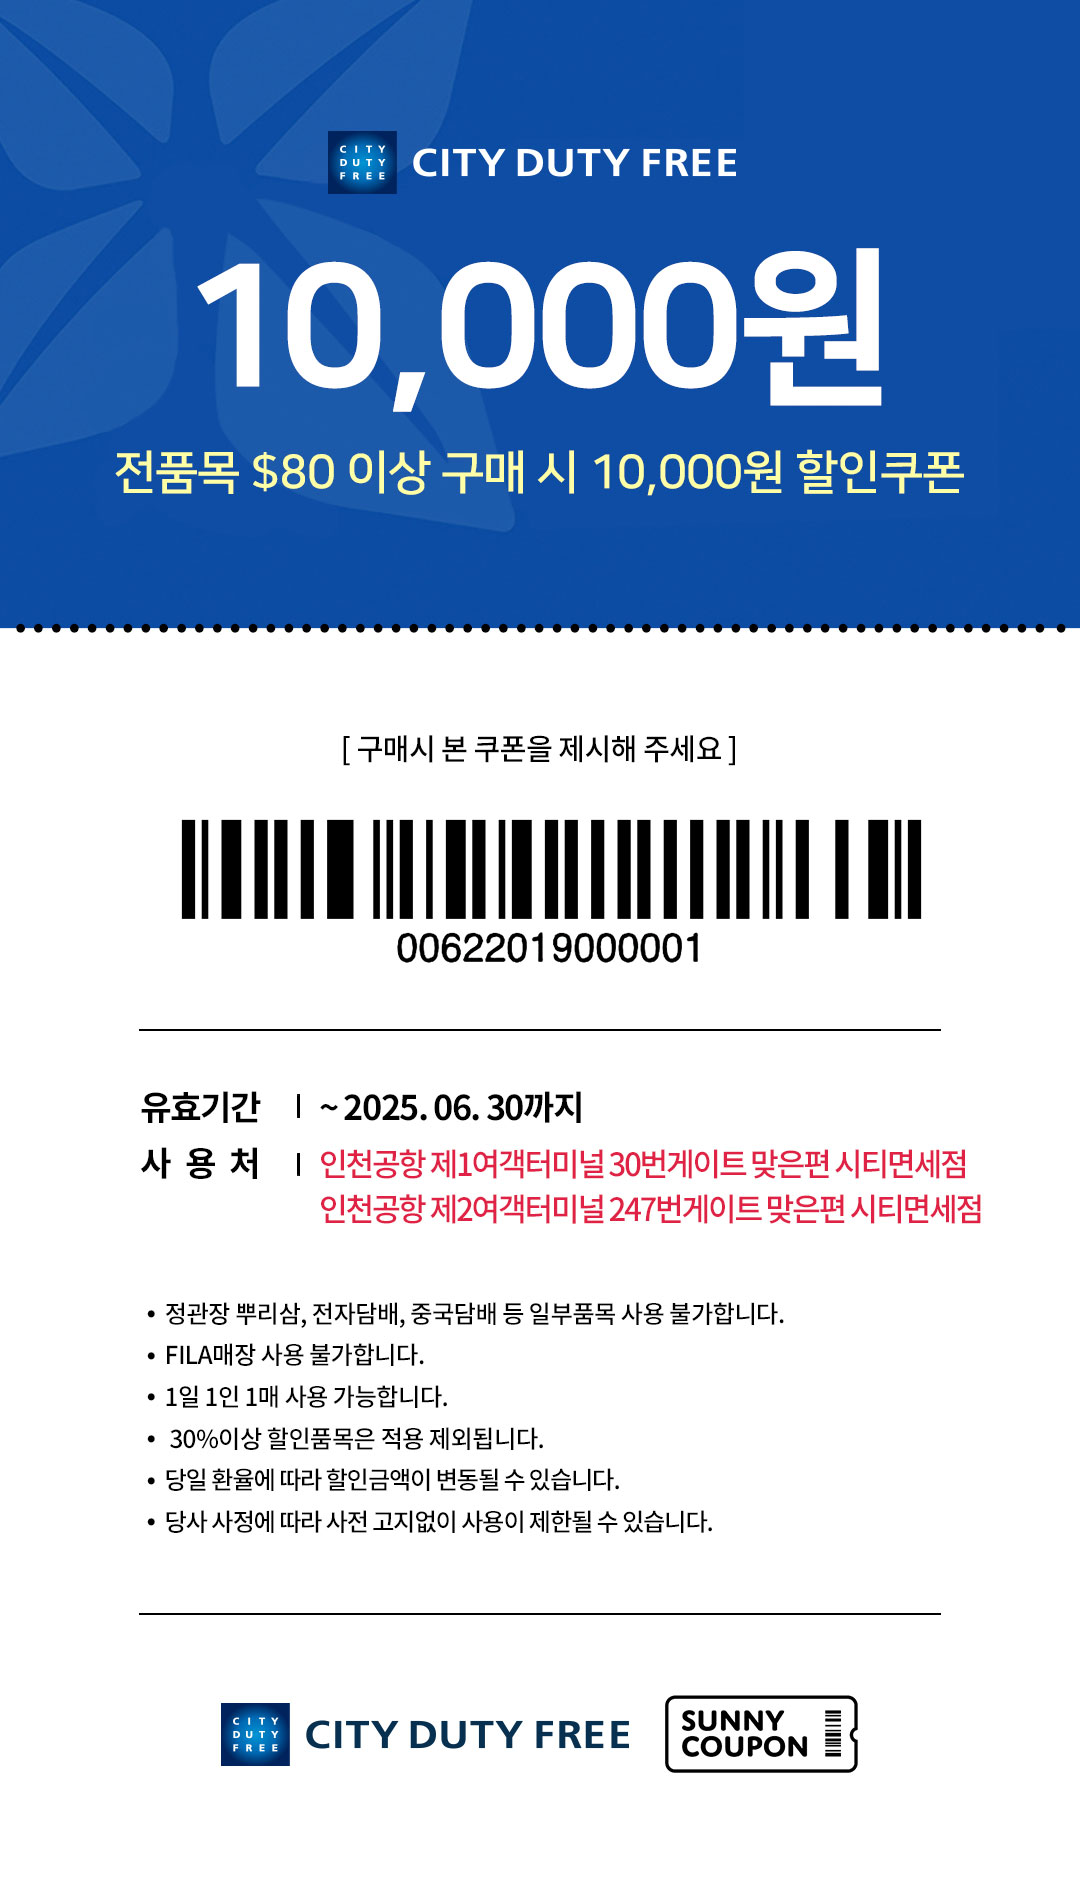 CITY
DUTY
FREE
CITY DUTY FREE
10,000원
전품목 $80 이상 구매 시 10,000원 할인쿠폰
[ 구매시 본 쿠폰을 제시해 주세요 ]
00622019000001
유효기간 | ~ 2025. 06. 30까지
사 용 처 | 인천공항 제1여객터미널 30번게이트 맞은편 시티면세점
인천공항 제2여객터미널 247번게이트 맞은편 시티면세점
• 정관장 뿌리삼, 전자담배, 중국담배 등 일부품목 사용 불가합니다.
• FILA매장 사용 불가합니다.
• 1일 1인 1매 사용 가능합니다.
• 30%이상 할인품목은 적용 제외됩니다.
• 당일 환율에 따라 할인금액이 변동될 수 있습니다.
• 당사 사정에 따라 사전 고지없이 사용이 제한될 수 있습니다.
CITY
DUTY
FREE
CITY DUTY FREE
SUNNY
COUPON